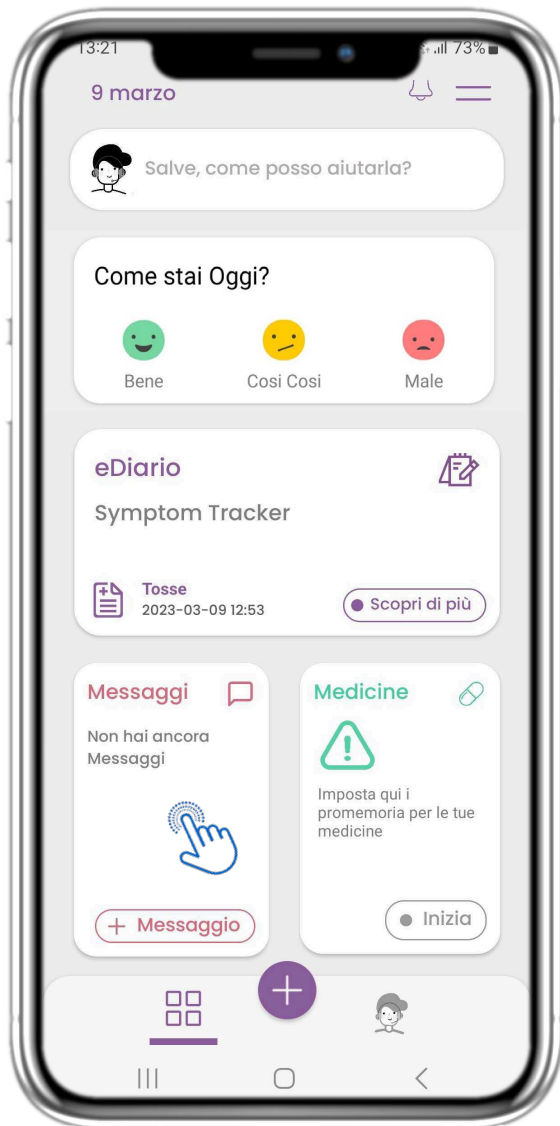 13:21
73%
9 marzo
Salve, come posso aiutarla?
Come stai Oggi?
Bene
Cosi Cosi
Male
eDiario
Symptom Tracker
Tosse
2023-03-09 12:53
Scopri di più
Messaggi
Non hai ancora
Messaggi
+ Messaggio
Medicine
Imposta qui i
promemoria per le tue
medicine
Inizia